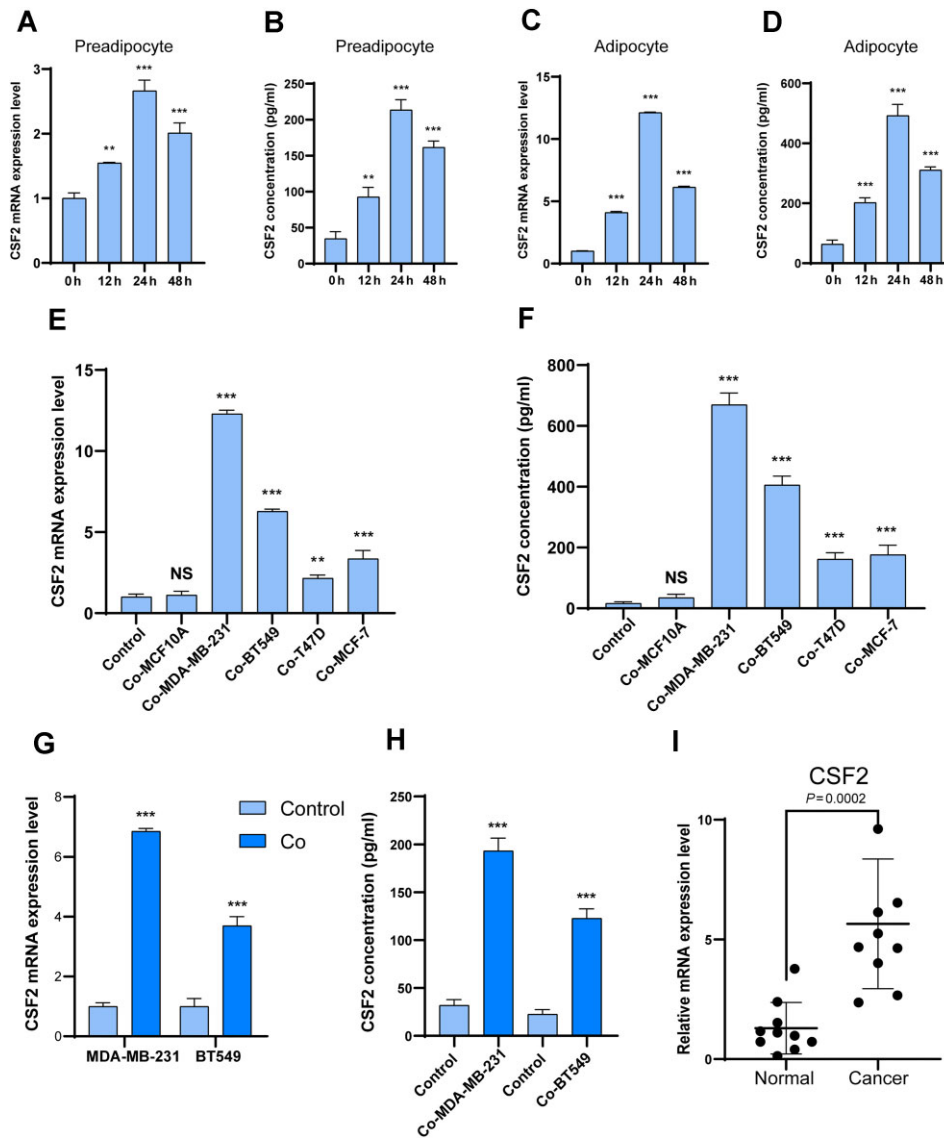 A
Preadipocyte
CSF2 mRNA expression level
3
2
1
0
**
***
***
0 h 12 h 24 h 48 h
B
Preadipocyte
CSF2 concentration (pg/ml)
250
200
150
100
50
0
**
***
***
0 h 12 h 24 h 48 h
C
Adipocyte
CSF2 mRNA expression level
15
10
5
0
***
***
***
0 h 12 h 24 h 48 h
D
Adipocyte
CSF2 concentration (pg/ml)
600
400
200
0
***
***
***
0 h 12 h 24 h 48 h
E
CSF2 mRNA expression level
15
10
5
0
NS
***
***
**
***
Control
Co-MCF10A
Co-MDA-MB-231
Co-BT549
Co-T47D
Co-MCF-7
F
CSF2 concentration (pg/ml)
800
600
400
200
0
NS
***
***
***
***
Control
Co-MCF10A
Co-MDA-MB-231
Co-BT549
Co-T47D
Co-MCF-7
G
CSF2 mRNA expression level
8
6
4
2
0
***
***
MDA-MB-231 BT549
Control
Co
H
CSF2 concentration (pg/ml)
250
200
150
100
50
0
***
***
Control
Co-MDA-MB-231
Control
Co-BT549
I
CSF2
P=0.0002
Relative mRNA expression level
10
5
0
Normal Cancer